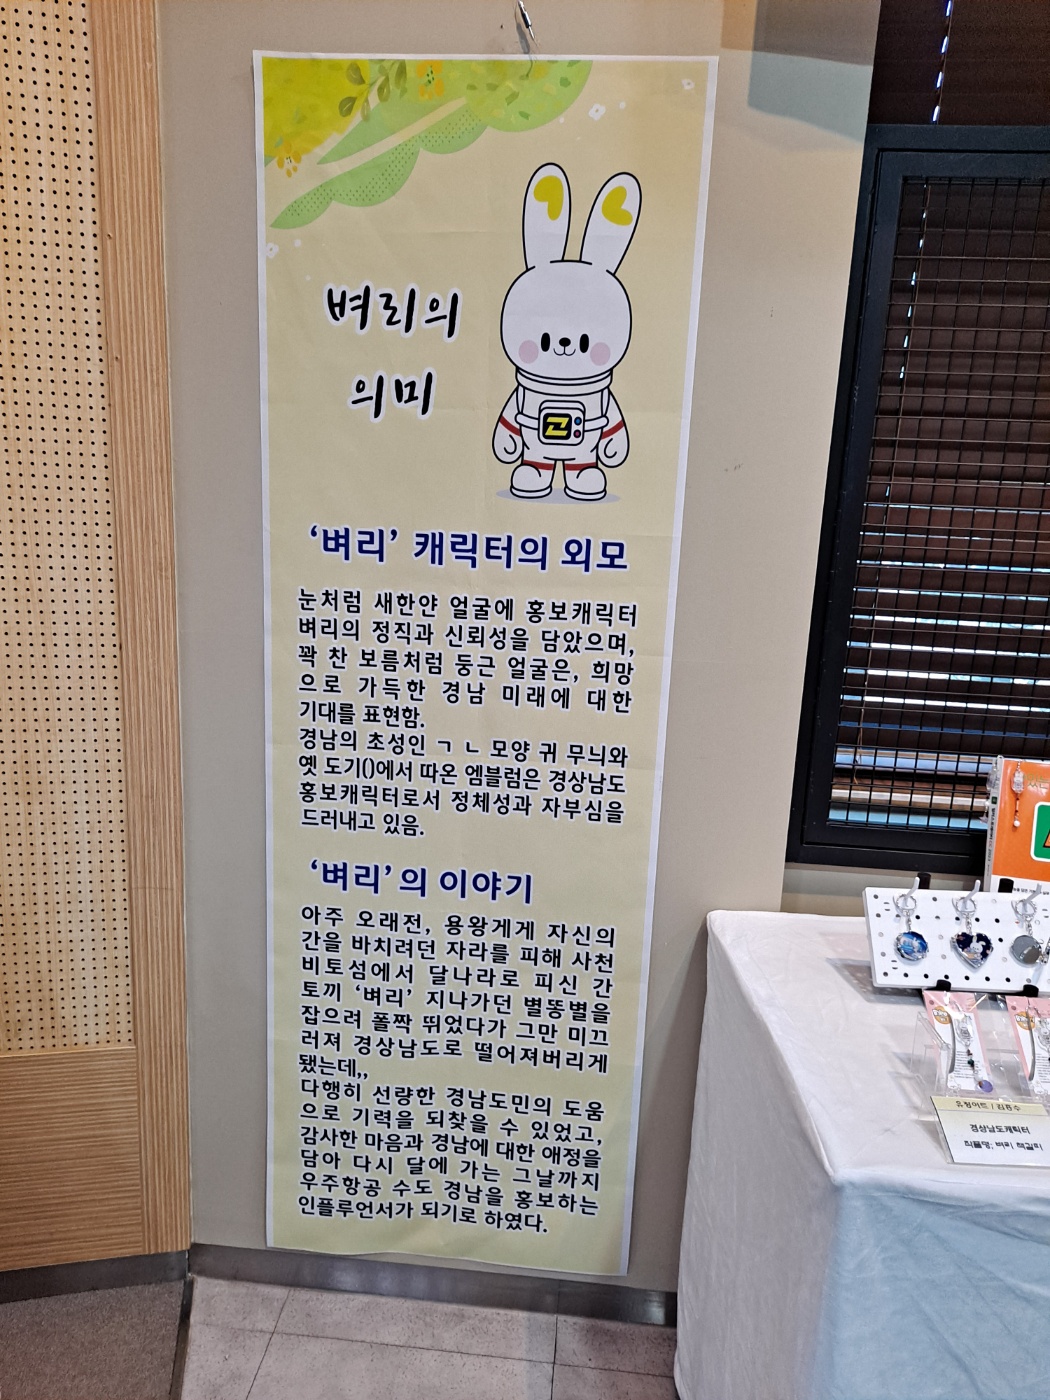 벼리의
의미
근
‘벼리’ 캐릭터의 외모
눈처럼 새한얀 얼굴에 홍보캐릭터
벼리의 정직과 신뢰성을 담았으며,
꽉 찬 보름처럼 둥근 얼굴은, 희망
으로 가득한 경남 미래에 대한
기대를 표현함.
경남의 초성인 ㄱ ㄴ 모양 귀 무늬와
옛 도기()에서 따온 엠블럼은 경상남도
홍보캐릭터로서 정체성과 자부심을
드러내고 있음.
‘벼리’의 이야기
아주 오래전, 용왕게게 자신의
간을 바치려던 자라를 피해 사천
비토섬에서 달나라로 피신 간
토끼 ‘벼리’ 지나가던 별똥별을
잡으려 폴짝 뛰었다가 그만 미끄
러져 경상남도로 떨어져버리게
됐는데,,
다행히 선량한 경남도민의 도움
으로 기력을 되찾을 수 있었고,
감사한 마음과 경남에 대한 애정을
담아 다시 달에 가는 그날까지
우주항공 수도 경남을 홍보하는
인플루언서가 되기로 하였다.
경상남도캐릭터